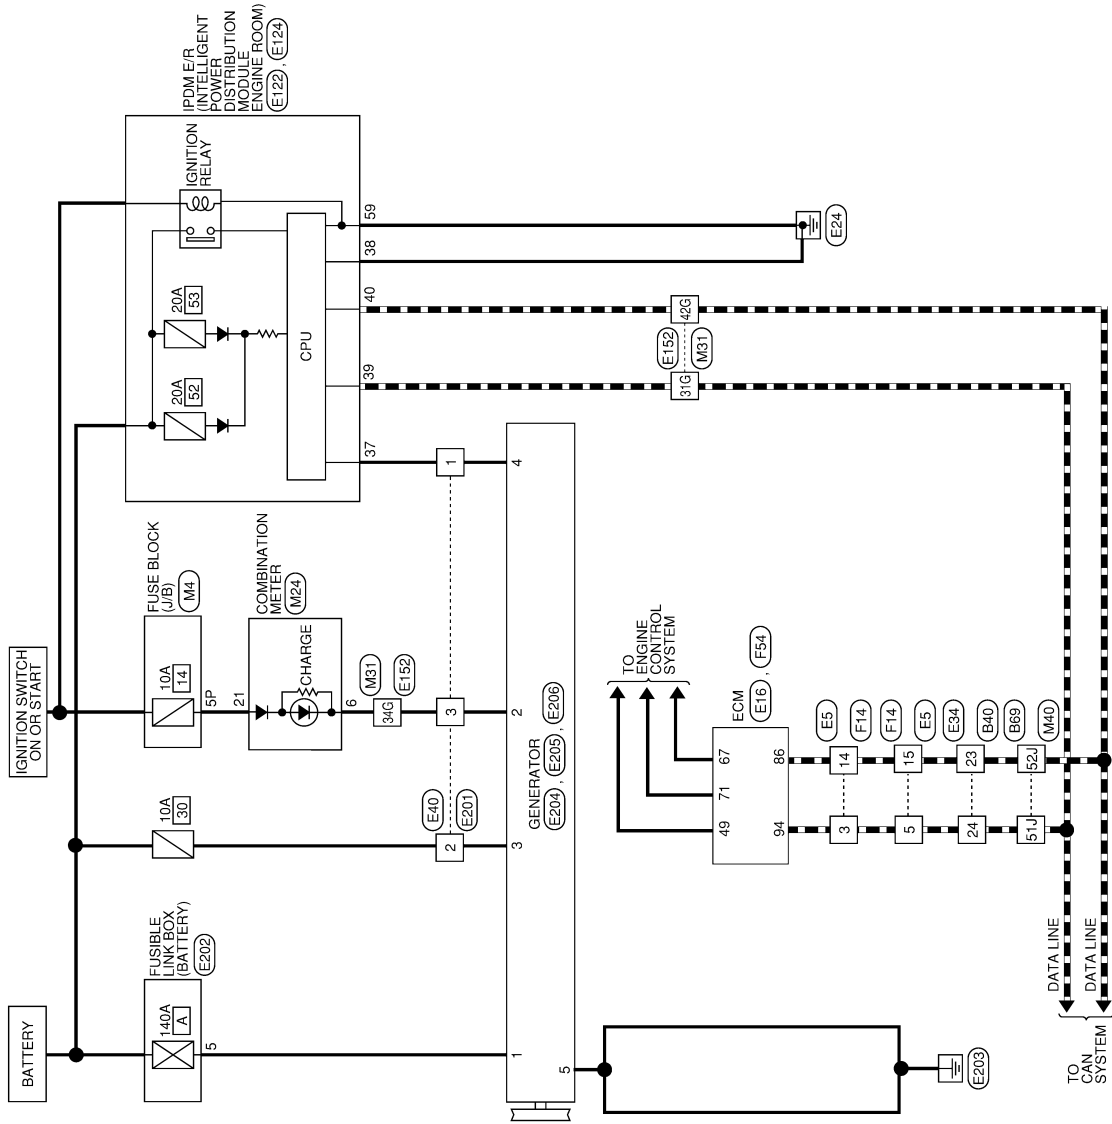 BATTERY
140A
A
5
FUSIBLE
LINK BOX
(BATTERY)
E202
10A
30
IGNITION SWITCH
ON OR START
10A
14
5P
FUSE BLOCK
(J/B)
M4
21
CHARGE
6
COMBINATION
METER
M24
M31
E152
34G
E40
E201
2
3
1
20A
52
20A
53
IGNITION
RELAY
CPU
IPDM E/R
(INTELLIGENT
POWER
DISTRIBUTION
MODULE
ENGINE ROOM)
E122 , E124
37
39
40
38
59
1
3
2
4
5
GENERATOR
E204 , E205 , E206
E203
E24
31G
42G
E152
M31
TO
ENGINE
CONTROL
SYSTEM
49
71
67
94
86
ECM
E16 , F54
3
14
E5
F14
5
15
F14
E5
24
23
E34
B40
51J
52J
B69
M40
DATA LINE
DATA LINE
TO
CAN
SYSTEM